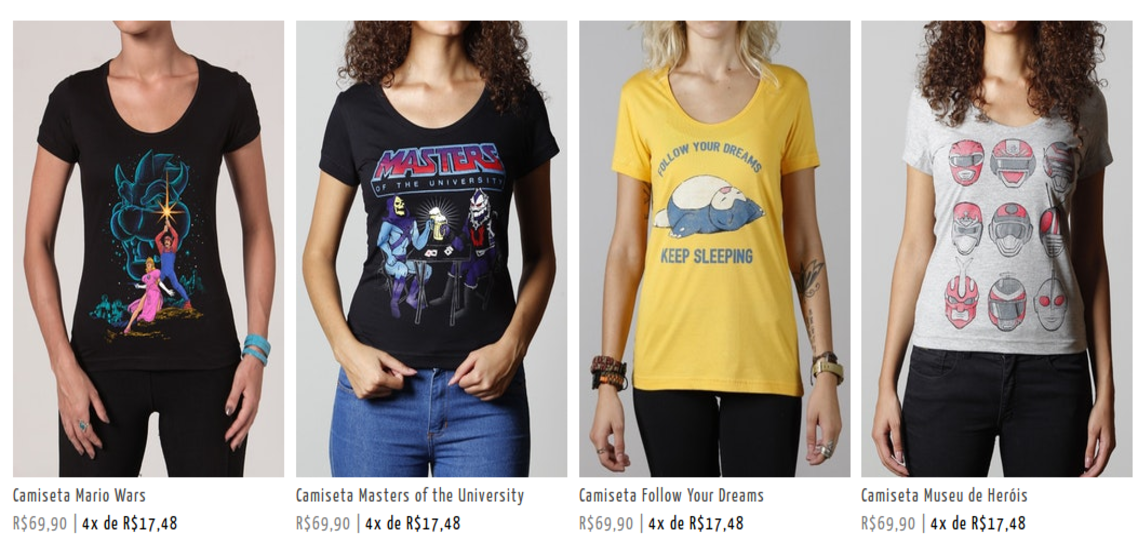 MASTERS
OF THE UNIVERSITY
FOLLOW YOUR DREAMS
KEEP SLEEPING
Camiseta Mario Wars
R$69,90 | 4x de R$17,48
Camiseta Masters of the University
R$69,90 | 4x de R$17,48
Camiseta Follow Your Dreams
R$69,90 | 4x de R$17,48
Camiseta Museu de Heróis
R$69,90 | 4x de R$17,48